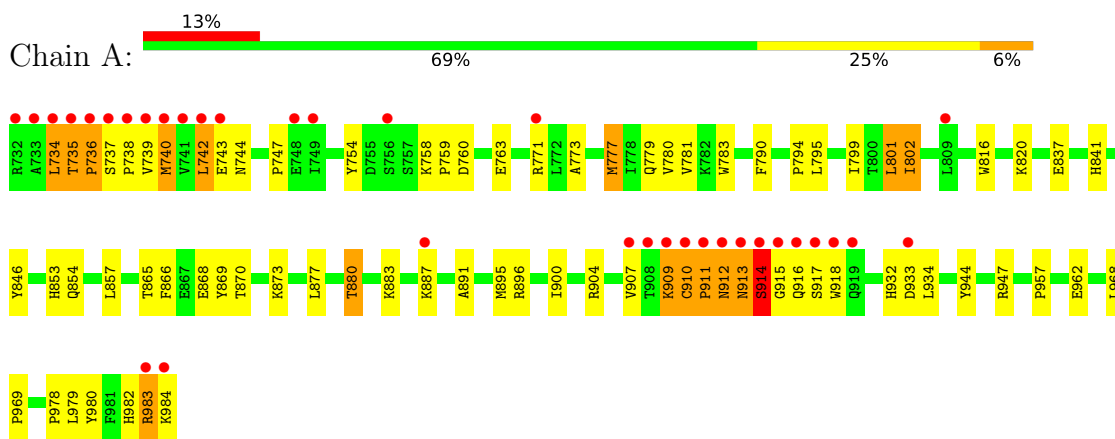 13%
Chain A:
69% 25% 6%
R732 A733 L734 T735 P736 S737 P738 V739 M740 V741 L742 E743 N744 P747 E748 I749 Y754 D755 S756 S757 K758 P759 D760 E763 R771 L772 A773 M777 I778 Q779 V780 V781 K782 W783 F790 P794 L795 I799 T800 L801 I802 L809 W816 K820 E837 H841
Y846 H853 Q854 L857 T865 F866 E867 E868 E869 T870 K873 L877 T880 K883 K887 A891 M895 R896 I900 R904 V907 T908 K909 G910 P911 N912 N913 S914 G915 Q916 S917 W918 Q919 H932 D933 L934 Y944 R947 P957 E962 L968
P969 P978 L979 Y980 F981 H982 R983 K984